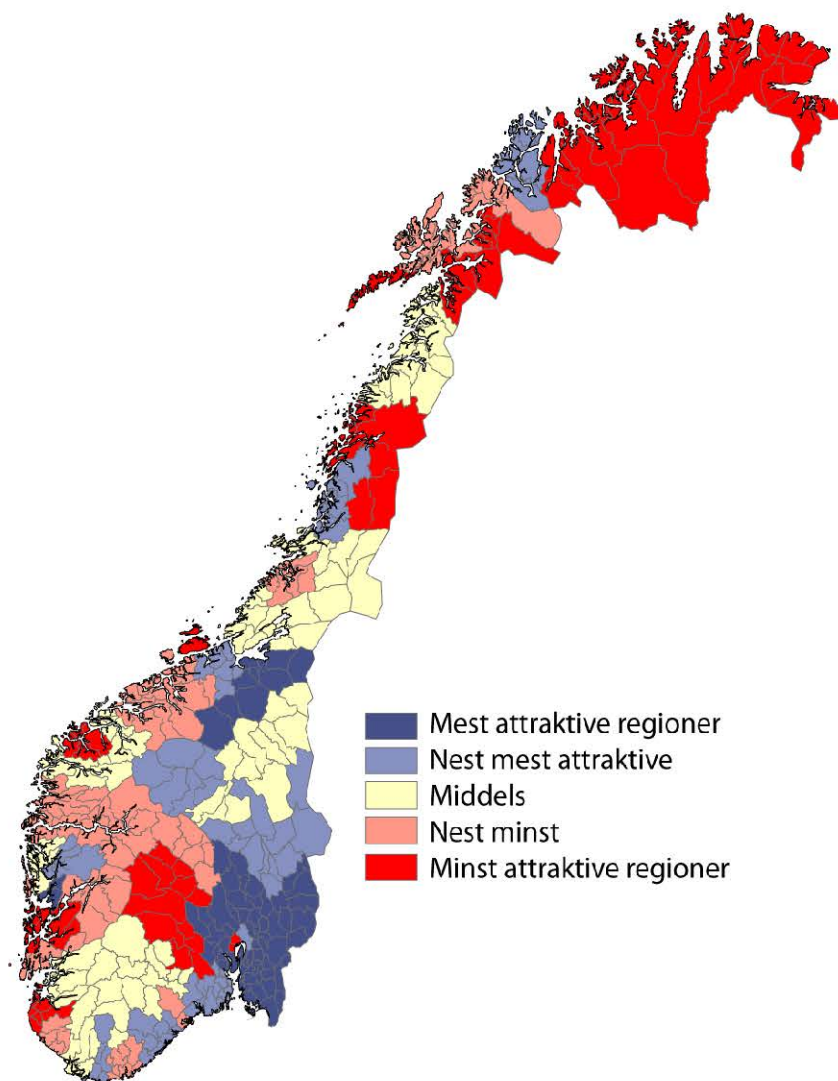 Mest attraktive regioner
Nest mest attraktive
Middels
Nest minst
Minst attraktive regioner